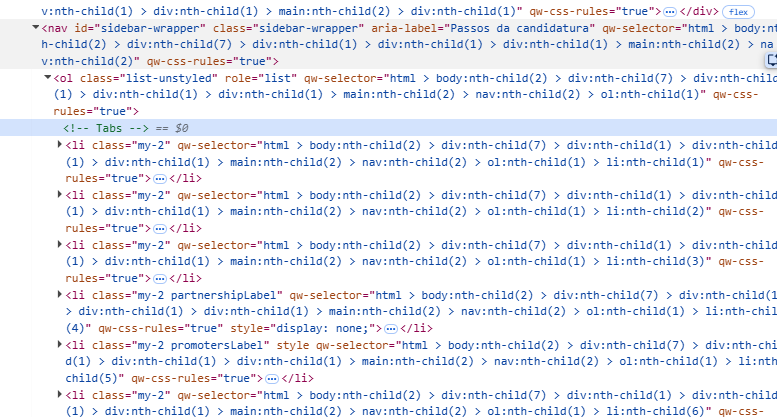 v:nth-child(1) > div:nth-child(1) > main:nth-child(2) > div:nth-child(1)" qw-css-rules="true">⋯</div> flex
<nav id="sidebar-wrapper" class="sidebar-wrapper" aria-label="Passos da candidatura" qw-selector="html > body:nt
h-child(2) > div:nth-child(7) > div:nth-child(1) > div:nth-child(1) > div:nth-child(1) > main:nth-child(2) > na
v:nth-child(2)" qw-css-rules="true">
<ol class="list-unstyled" role="list" qw-selector="html > body:nth-child(2) > div:nth-child(7) > div:nth-child
(1) > div:nth-child(1) > div:nth-child(1) > main:nth-child(2) > nav:nth-child(2) > ol:nth-child(1)" qw-css-
rules="true">
<!-- Tabs --> == $0
<li class="my-2" qw-selector="html > body:nth-child(2) > div:nth-child(7) > div:nth-child(1) > div:nth-child
(1) > div:nth-child(1) > main:nth-child(2) > nav:nth-child(2) > ol:nth-child(1) > li:nth-child(1)" qw-css-
rules="true">⋯</li>
<li class="my-2" qw-selector="html > body:nth-child(2) > div:nth-child(7) > div:nth-child(1) > div:nth-child
(1) > div:nth-child(1) > main:nth-child(2) > nav:nth-child(2) > ol:nth-child(1) > li:nth-child(2)" qw-css-
rules="true">⋯</li>
<li class="my-2" qw-selector="html > body:nth-child(2) > div:nth-child(7) > div:nth-child(1) > div:nth-child
(1) > div:nth-child(1) > main:nth-child(2) > nav:nth-child(2) > ol:nth-child(1) > li:nth-child(3)" qw-css-
rules="true">⋯</li>
<li class="my-2 partnershipLabel" qw-selector="html > body:nth-child(2) > div:nth-child(7) > div:nth-child(1)
> div:nth-child(1) > div:nth-child(1) > main:nth-child(2) > nav:nth-child(2) > ol:nth-child(1) > li:nth-child
(4)" qw-css-rules="true" style="display: none;">⋯</li>
<li class="my-2 promotersLabel" style qw-selector="html > body:nth-child(2) > div:nth-child(7) > div:nth-chil
d(1) > div:nth-child(1) > div:nth-child(1) > main:nth-child(2) > nav:nth-child(2) > ol:nth-child(1) > li:nth-
child(5)" qw-css-rules="true">⋯</li>
<li class="my-2" qw-selector="html > body:nth-child(2) > div:nth-child(7) > div:nth-child(1) > div:nth-child
(1) > div:nth-child(1) > main:nth-child(2) > nav:nth-child(2) > ol:nth-child(1) > li:nth-child(6)" qw-css-